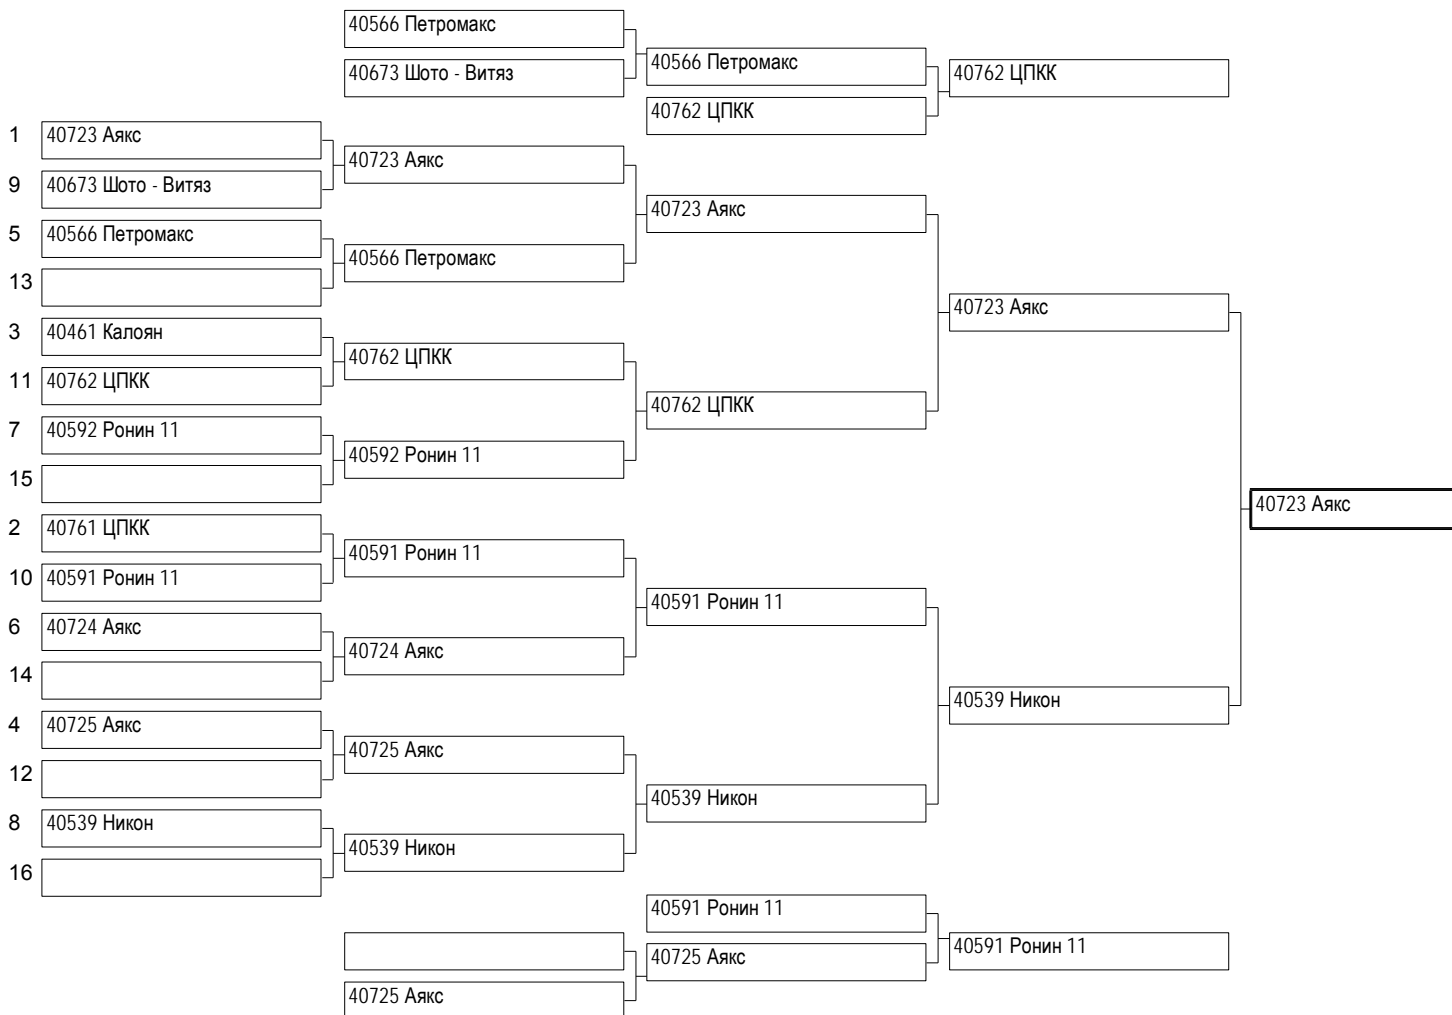 40566 Петромакс
40673 Шото - Витяз
40566 Петромакс
40762 ЦПКК
40762 ЦПКК
1 40723 Аякс
9 40673 Шото - Витяз
5 40566 Петромакс
13
3 40461 Калоян
11 40762 ЦПКК
7 40592 Ронин 11
15
2 40761 ЦПКК
10 40591 Ронин 11
6 40724 Аякс
14
4 40725 Аякс
12
8 40539 Никон
16
40723 Аякс
40566 Петромакс
40762 ЦПКК
40592 Ронин 11
40591 Ронин 11
40724 Аякс
40725 Аякс
40539 Никон
40723 Аякс
40762 ЦПКК
40591 Ронин 11
40539 Никон
40723 Аякс
40539 Никон
40723 Аякс
40725 Аякс
40591 Ронин 11
40725 Аякс
40591 Ронин 11